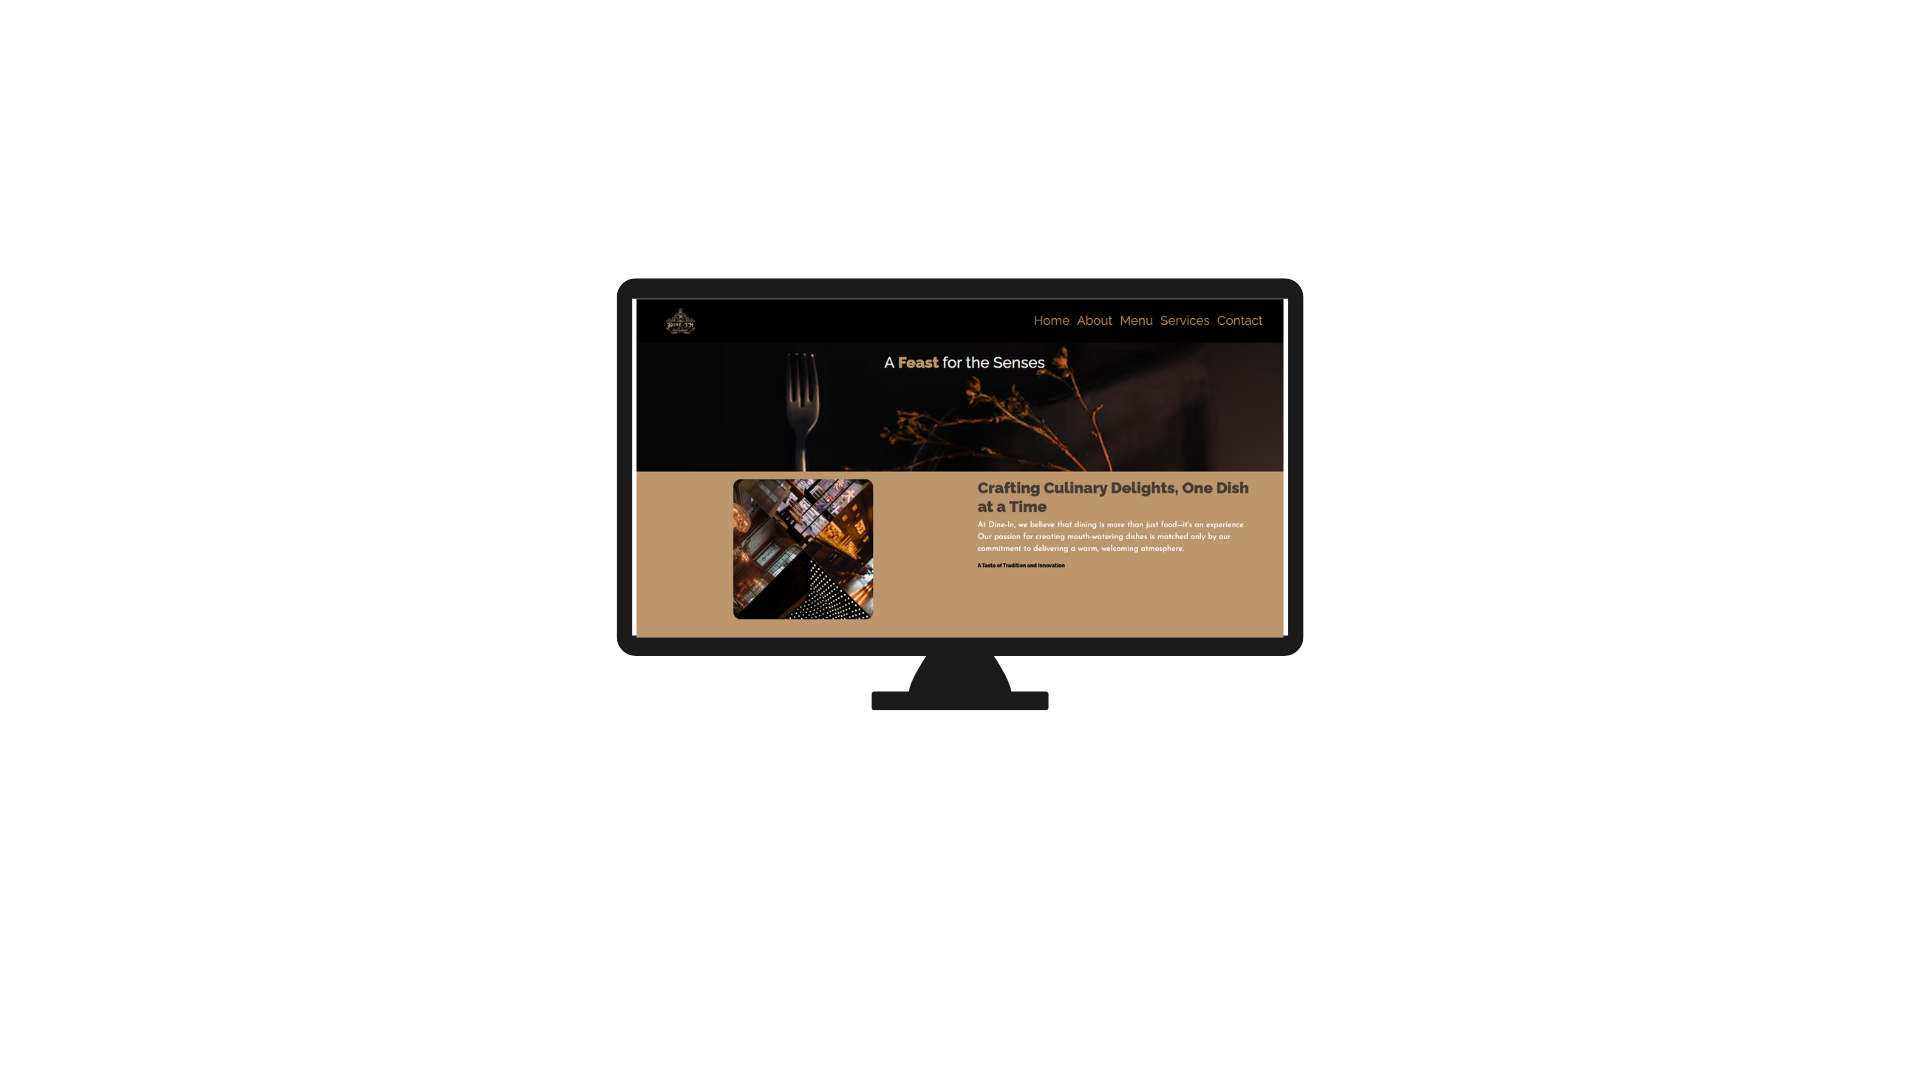 DINE-IN
Home About Menu Services Contact
A Feast for the Senses
Crafting Culinary Delights, One Dish
at a Time
At Dine-In, we believe that dining is more than just food—it's an experience.
Our passion for creating mouth-watering dishes is matched only by our
commitment to delivering a warm, welcoming atmosphere.
A Taste of Tradition and Innovation